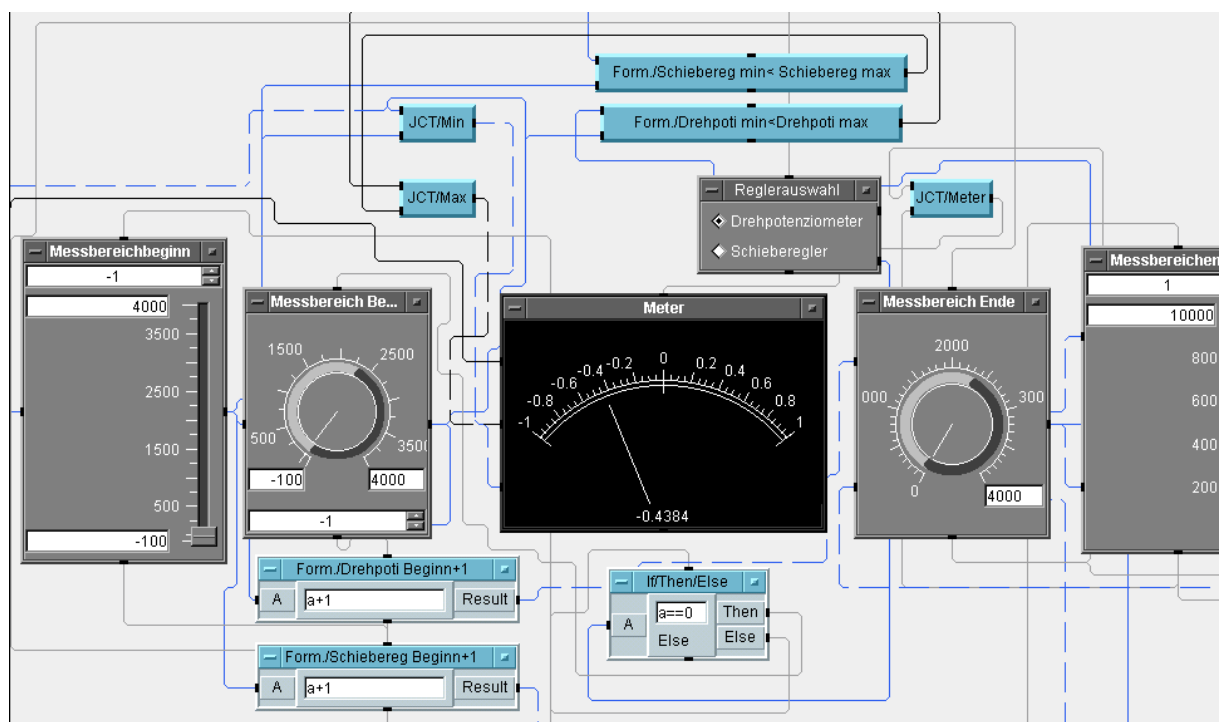 Form./Schiebereg min< Schiebereg max
Form./Drehpoti min<Drehpoti max
JCT/Min
JCT/Max
Reglerauswahl
Drehpotenziometer
Schieberegler
JCT/Meter
Messbereichbeginn
-1
4000
3500
2500
1500
500
-100
Messbereich Be...
1500
2500
500
3500
-100
4000
-1
Meter
-1
-0.8
-0.6
-0.4
-0.2
0
0.2
0.4
0.6
0.8
1
-0.4384
Messbereich Ende
2000
000
300
0
4000
Messbereichen
1
10000
800
600
400
200
Form./Drehpoti Beginn+1
A
a+1
Result
Form./Schiebereg Beginn+1
A
a+1
Result
If/Then/Else
A
a==0
Then
Else
Else